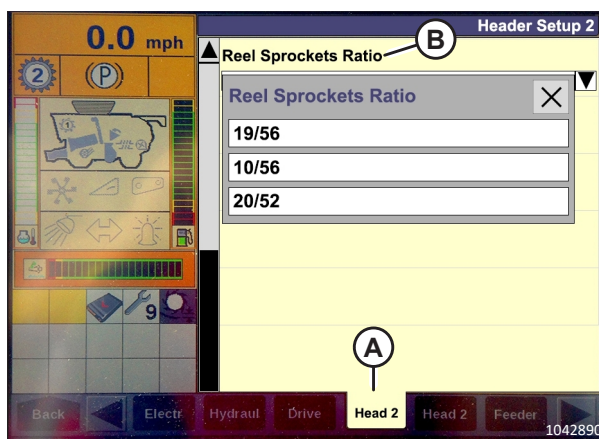 0.0 mph
2
(P)
1
9
Header Setup 2
Reel Sprockets Ratio
B
Reel Sprockets Ratio
19/56
10/56
20/52
A
Back
Electr
Hydraul
Drive
Head 2
Head 2
Feeder
1042890